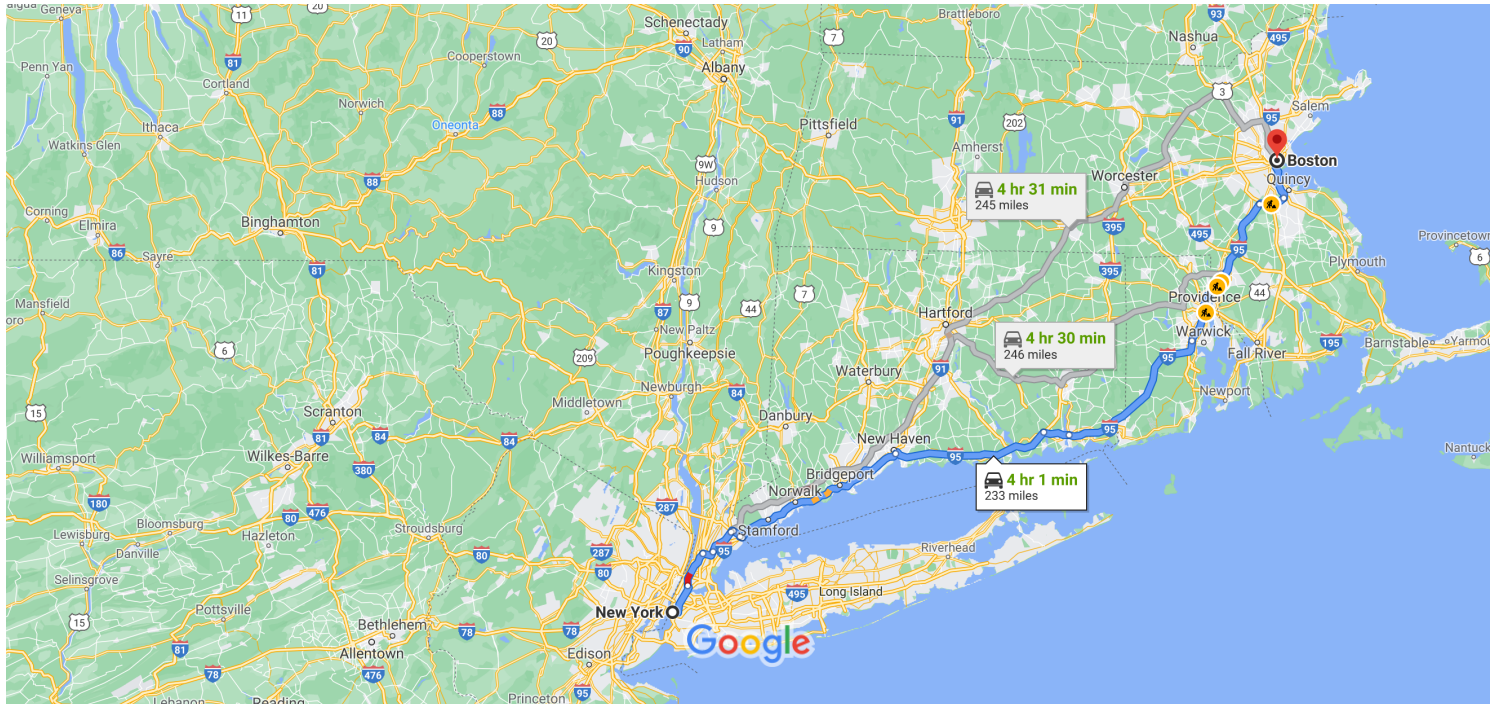 Geneva
11
20
93
Brattleboro
Schenectady
7
Nashua
495
20
90
Latham
81
Cooperstown
Albany
Penn Yan
Cortland
3
Salem
Norwich
88
91
95
Ithaca
Oneonta
Pittsfield
202
Watkins Glen
Amherst
9W
Boston
Worcester
Quincy
88
Hudson
4 hr 31 min
245 miles
Corning
Elmira
Binghamton
9
395
495
Provincetown
86
Sayre
81
95
6
Kingston
395
Plymouth
Mansfield
oro
87
9
44
7
Providence
44
Hartford
New Paltz
Warwick
6
209
Poughkeepsie
4 hr 30 min
246 miles
195
Barnstable
Yarmou
95
Fall River
91
Waterbury
Newburgh
84
Newport
15
Scranton
Middletown
Danbury
81
84
84
95
New Haven
Williamsport
Wilkes-Barre
380
95
Nantuck
Bridgeport
4 hr 1 min
233 miles
Norwalk
180
80
476
287
Bloomsburg
Stroudsburg
Stamford
Lewisburg
Hazleton
Danville
80
287
95
Riverhead
Selinsgrove
80
495
Long Island
Pottsville
New York
15
Bethlehem
78
78
Google
81
Allentown
Edison
78
476
95
Princeton
Lebanon
Reading